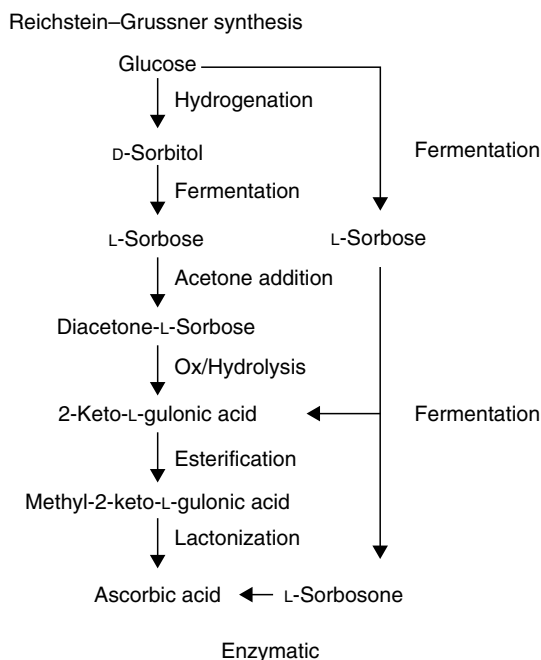 Reichstein–Grussner synthesis
Glucose
Hydrogenation
D-Sorbitol
Fermentation
Fermentation
L-Sorbose
L-Sorbose
Acetone addition
Diacetone-L-Sorbose
Ox/Hydrolysis
2-Keto-L-gulonic acid
Fermentation
Esterification
Methyl-2-keto-L-gulonic acid
Lactonization
Ascorbic acid
L-Sorbosone
Enzymatic